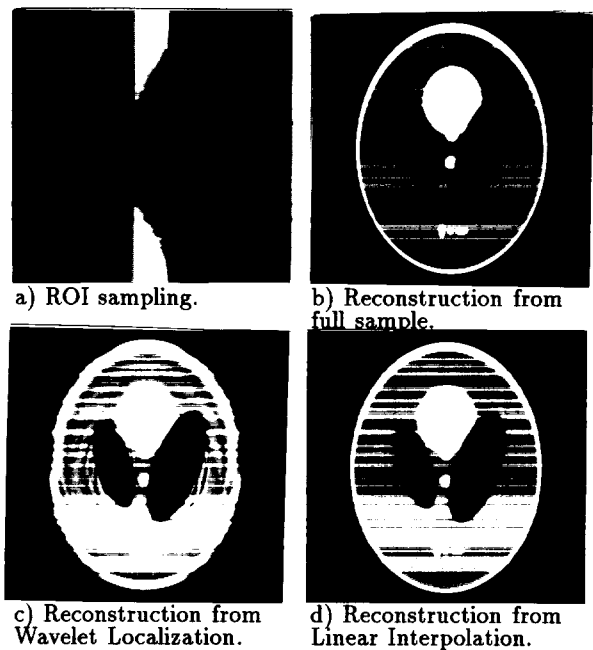 a) ROI sampling.
b) Reconstruction from
full sample.
c) Reconstruction from
Wavelet Localization.
d) Reconstruction from
Linear Interpolation.